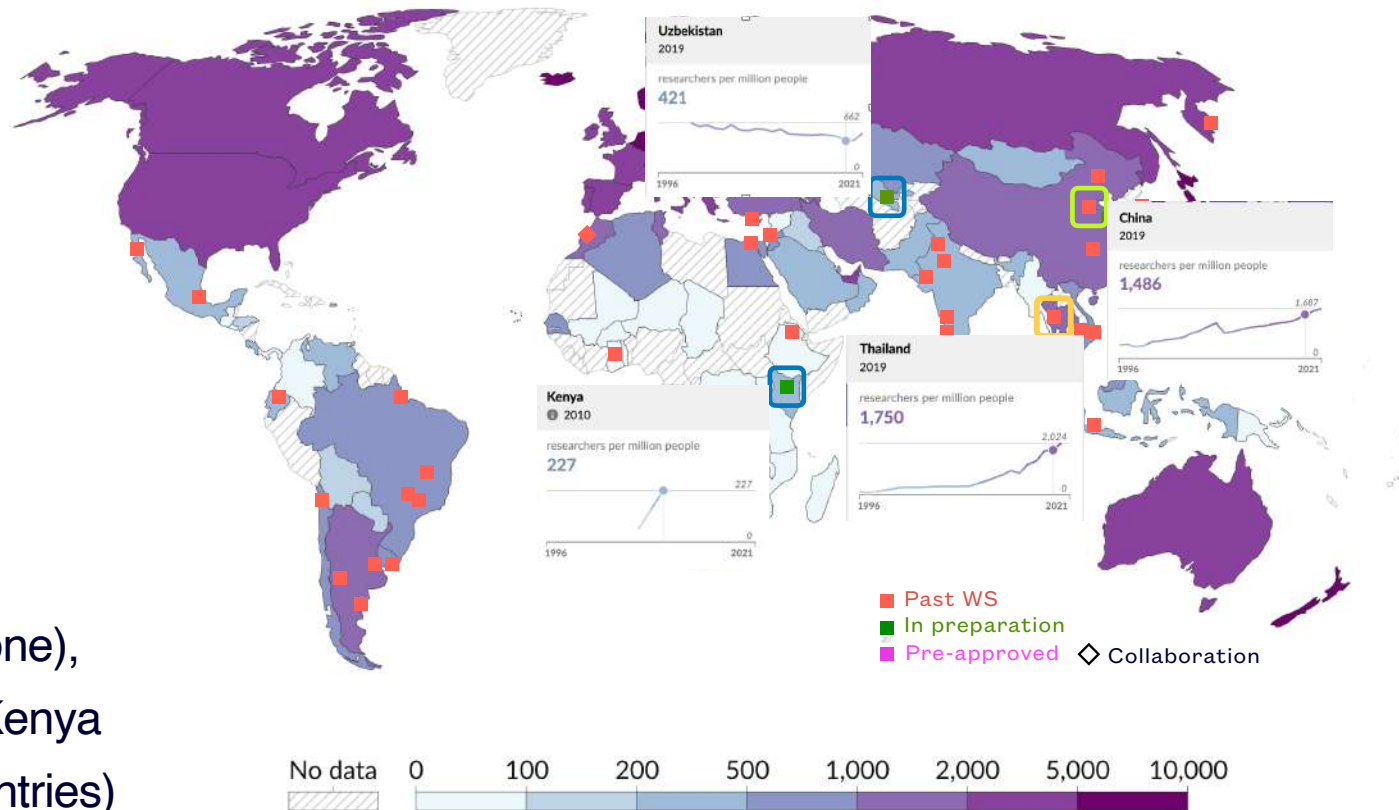 Uzbekistan
2019
researchers per million people
421
662
0
1996 2021
China
2019
researchers per million people
1,486
1,687
0
1996 2021
Thailand
2019
researchers per million people
1,750
2,024
0
1996 2021
Kenya
2010
researchers per million people
227
227
0
1996 2021
Past WS
In preparation
Pre-approved Collaboration
one),
Kenya
ntries)
No data 0 100 200 500 1,000 2,000 5,000 10,000